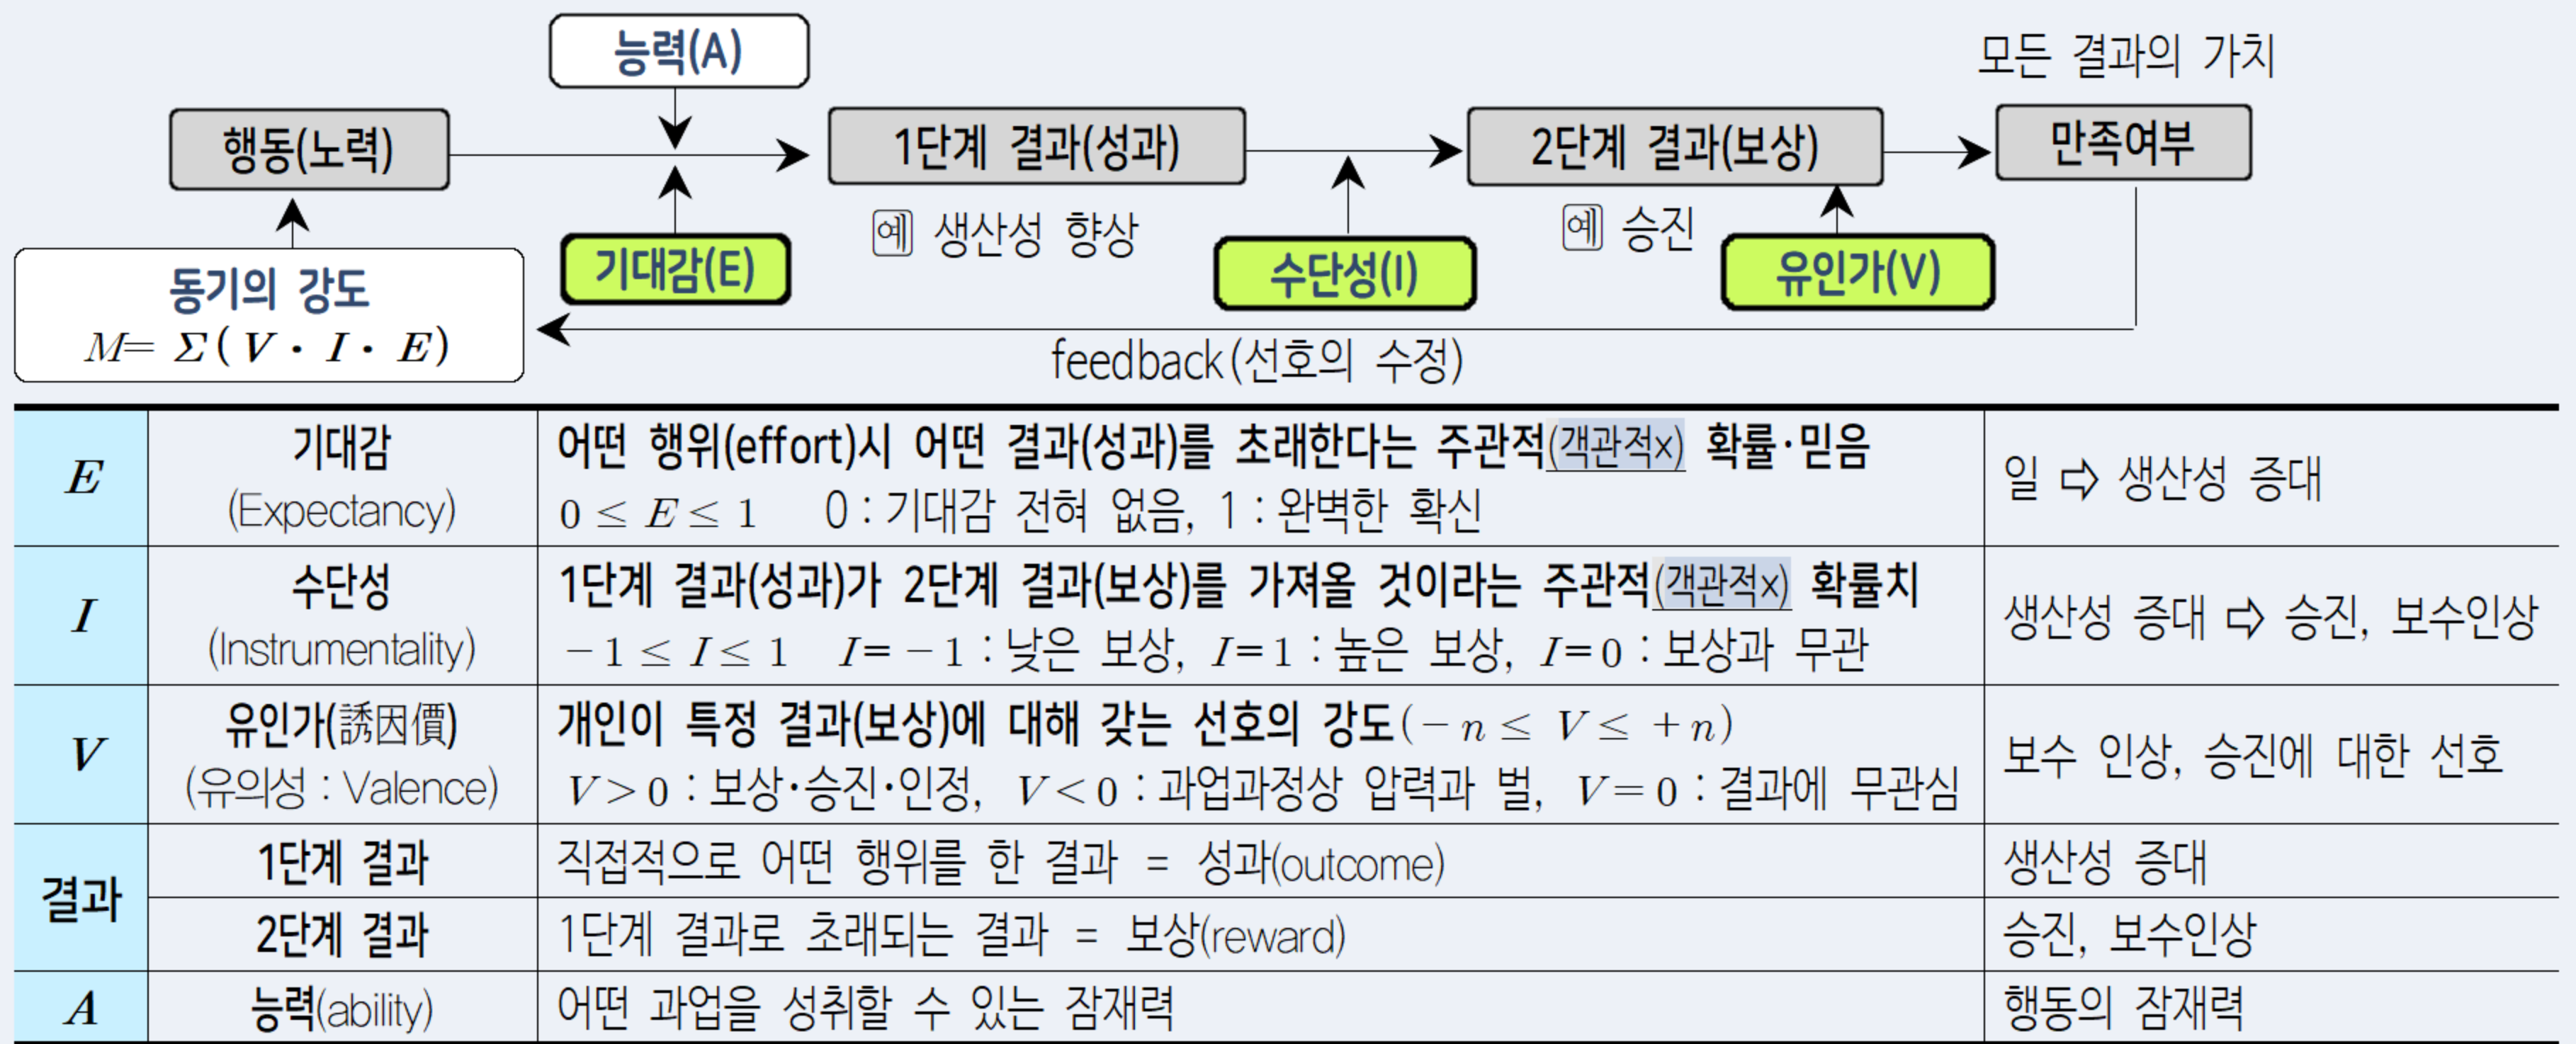 능력(A)
모든 결과의 가치
행동(노력)
1단계 결과(성과)
2단계 결과(보상)
만족여부
예 생산성 향상
예 승진
기대감(E)
수단성(I)
유인가(V)
동기의 강도
M= Σ(V·I·E)
feedback(선호의 수정)
E
기대감
(Expectancy)
어떤 행위(effort)시 어떤 결과(성과)를 초래한다는 주관적(객관적x) 확률·믿음
0 ≤ E ≤ 1 0 : 기대감 전혀 없음, 1 : 완벽한 확신
일 ⇨ 생산성 증대
I
수단성
(Instrumentality)
1단계 결과(성과)가 2단계 결과(보상)를 가져올 것이라는 주관적(객관적x) 확률치
-1 ≤ I ≤ 1 I=-1 : 낮은 보상, I=1 : 높은 보상, I=0 : 보상과 무관
생산성 증대 ⇨ 승진, 보수인상
V
유인가(誘因價)
(유의성 : Valence)
개인이 특정 결과(보상)에 대해 갖는 선호의 강도(-n ≤ V ≤ +n)
V>0 : 보상·승진·인정, V<0 : 과업과정상 압력과 벌, V=0 : 결과에 무관심
보수 인상, 승진에 대한 선호
결과
1단계 결과
직접적으로 어떤 행위를 한 결과 = 성과(outcome)
생산성 증대
2단계 결과
1단계 결과로 초래되는 결과 = 보상(reward)
승진, 보수인상
A
능력(ability)
어떤 과업을 성취할 수 있는 잠재력
행동의 잠재력